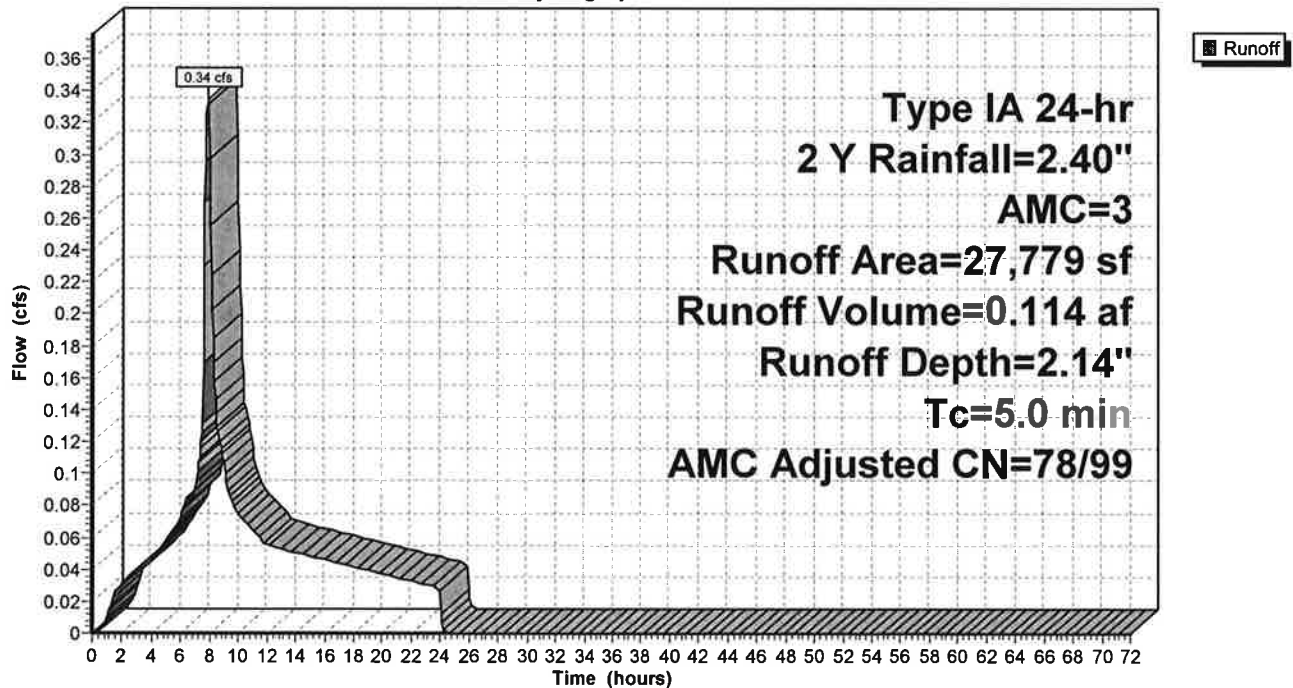 Runoff
0.34 cfs
Type IA 24-hr
2 Y Rainfall=2.40"
AMC=3
Runoff Area=27,779 sf
Runoff Volume=0.114 af
Runoff Depth=2.14"
Tc=5.0 min
AMC Adjusted CN=78/99
Flow (cfs)
0.36
0.34
0.32
0.3
0.28
0.26
0.24
0.22
0.2
0.18
0.16
0.14
0.12
0.1
0.08
0.06
0.04
0.02
0
0 2 4 6 8 10 12 14 16 18 20 22 24 26 28 30 32 34 36 38 40 42 44 46 48 50 52 54 56 58 60 62 64 66 68 70 72
Time (hours)